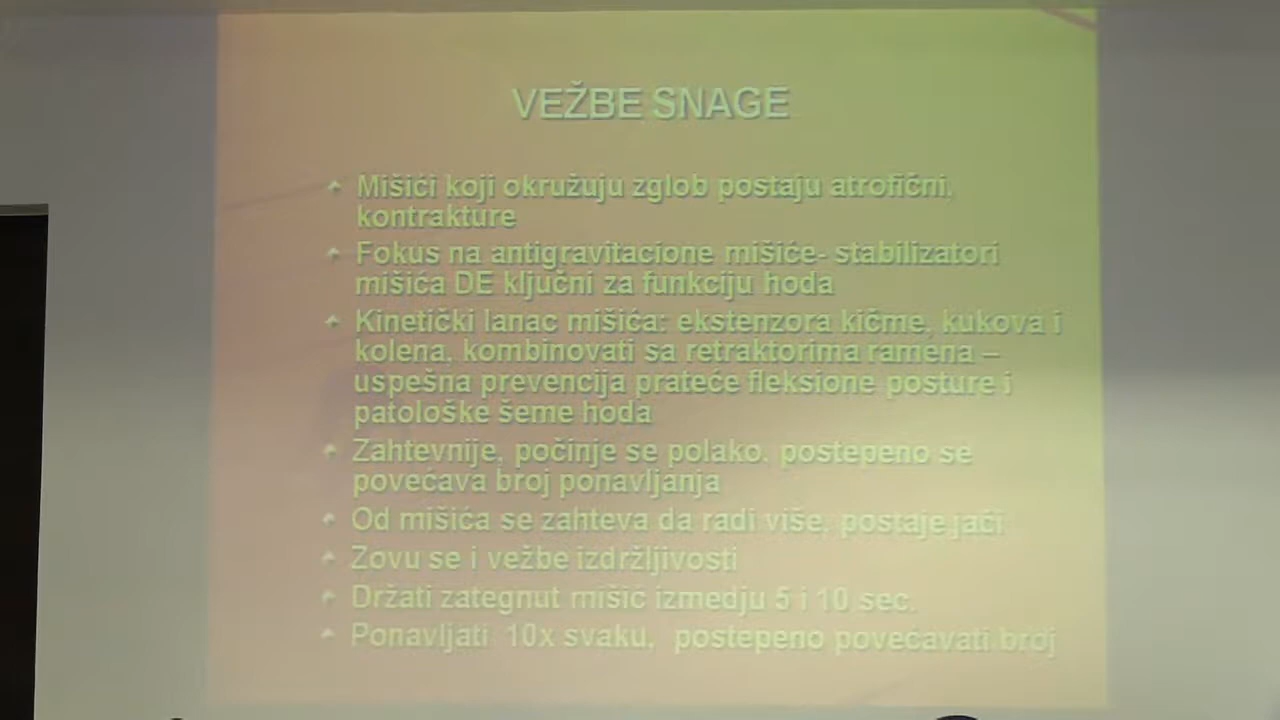 VEŽBE SNAGE
Mišići koji okružuju zglob postaju atrofični,
kontrakture
Fokus na antigravitacione mišiće- stabilizatori
mišića DE ključni za funkciju hoda
Kinetički lanac mišića: ekstenzora kičme, kukova i
kolena, kombinovati sa retraktorima ramena –
uspešna prevencija prateće fleksione posture i
patološke šeme hoda
Zahtevnije, počinje se polako, postepeno se
povećava broj ponavljanja
Od mišića se zahteva da radi više, postaje jači
Zovu se i vežbe izdržljivosti
Držati zategnut mišić izmedju 5 i 10 sec.
Ponavljati 10x svaku, postepeno povećavati broj